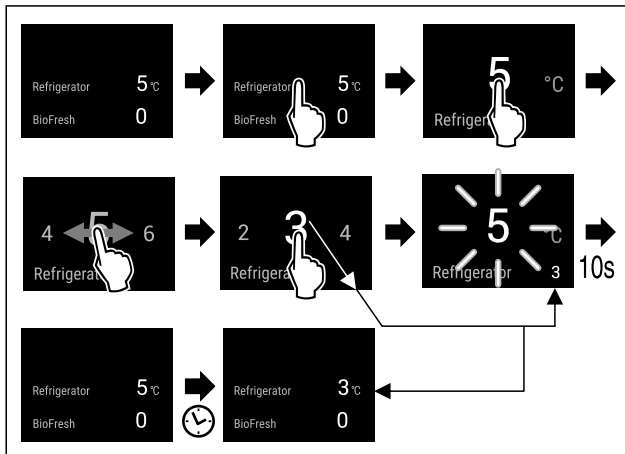 Refrigerator 5 °C
BioFresh 0
Refrigerator 5 °C
BioFresh 0
5 °C
Refriger
4 5 6
Refrigerat
2 3 4
Refrigera
5 °C
Refrigerator 3
10s
Refrigerator 5 °C
BioFresh 0
Refrigerator 3 °C
BioFresh 0